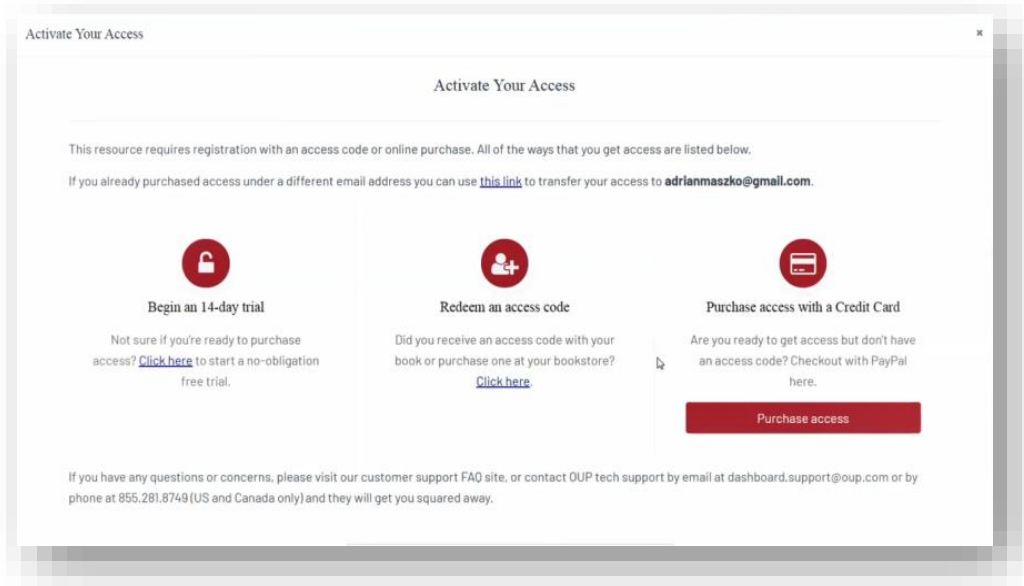 Activate Your Access
×
Activate Your Access
This resource requires registration with an access code or online purchase. All of the ways that you get access are listed below.
If you already purchased access under a different email address you can use this link to transfer your access to adrianmaszko@gmail.com.
Begin an 14-day trial
Not sure if you're ready to purchase
access? Click here to start a no-obligation
free trial.
Redeem an access code
Did you receive an access code with your
book or purchase one at your bookstore?
Click here.
Purchase access with a Credit Card
Are you ready to get access but don't have
an access code? Checkout with PayPal
here.
Purchase access
If you have any questions or concerns, please visit our customer support FAQ site, or contact OUP tech support by email at dashboard.support@oup.com or by
phone at 855.281.8749 (US and Canada only) and they will get you squared away.